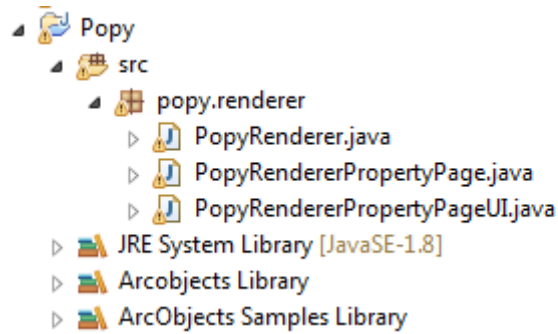 Popy
src
popy.renderer
PopyRenderer.java
PopyRendererPropertyPage.java
PopyRendererPropertyPageUI.java
JRE System Library [JavaSE-1.8]
Arcobjects Library
ArcObjects Samples Library